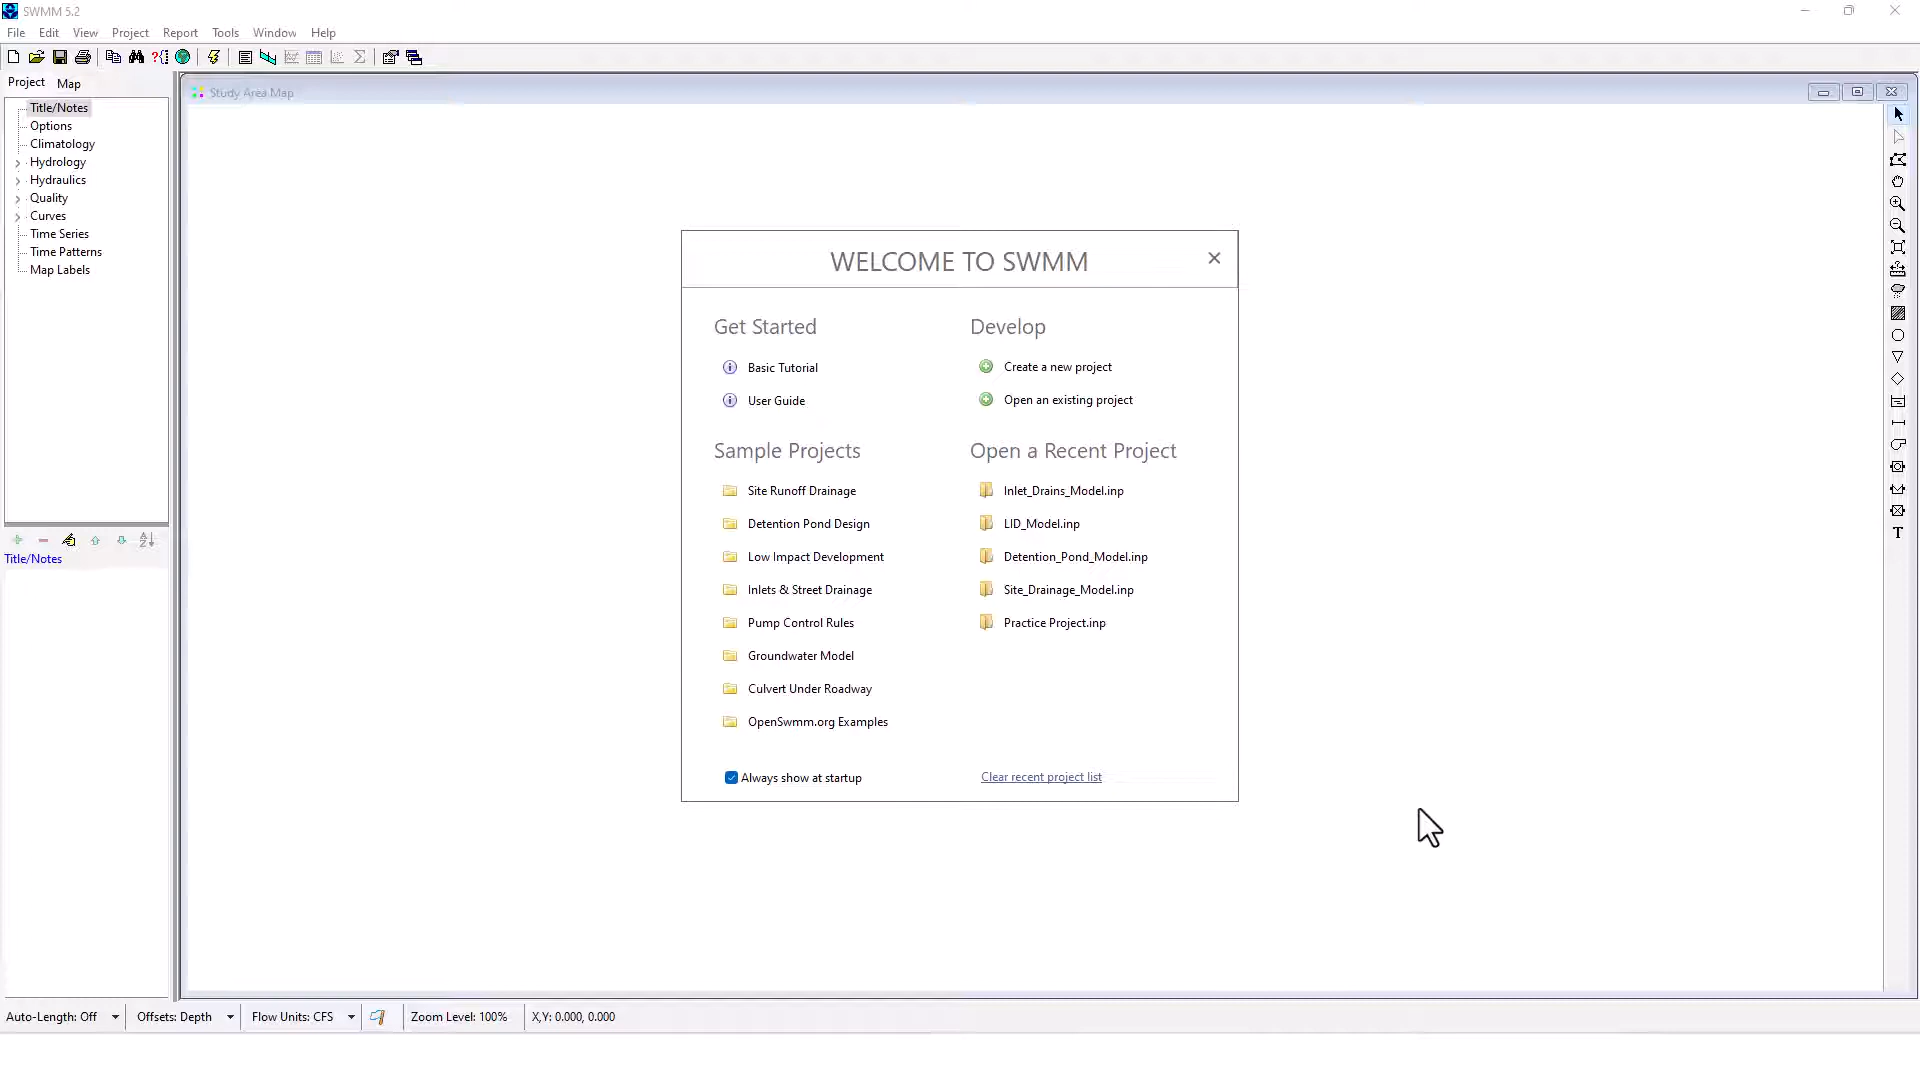 SWMM 5.2
File Edit View Project Report Tools Window Help
Project Map
Study Area Map
Title/Notes
Options
Climatology
Hydrology
Hydraulics
Quality
Curves
Time Series
Time Patterns
Map Labels
Title/Notes
WELCOME TO SWMM
Get Started
Basic Tutorial
User Guide
Develop
Create a new project
Open an existing project
Sample Projects
Site Runoff Drainage
Detention Pond Design
Low Impact Development
Inlets & Street Drainage
Pump Control Rules
Groundwater Model
Culvert Under Roadway
OpenSwmm.org Examples
Open a Recent Project
Inlet_Drains_Model.inp
LID_Model.inp
Detention_Pond_Model.inp
Site_Drainage_Model.inp
Practice Project.inp
Always show at startup
Clear recent project list
T
Auto-Length: Off Offsets: Depth Flow Units: CFS Zoom Level: 100% X,Y: 0.000, 0.000